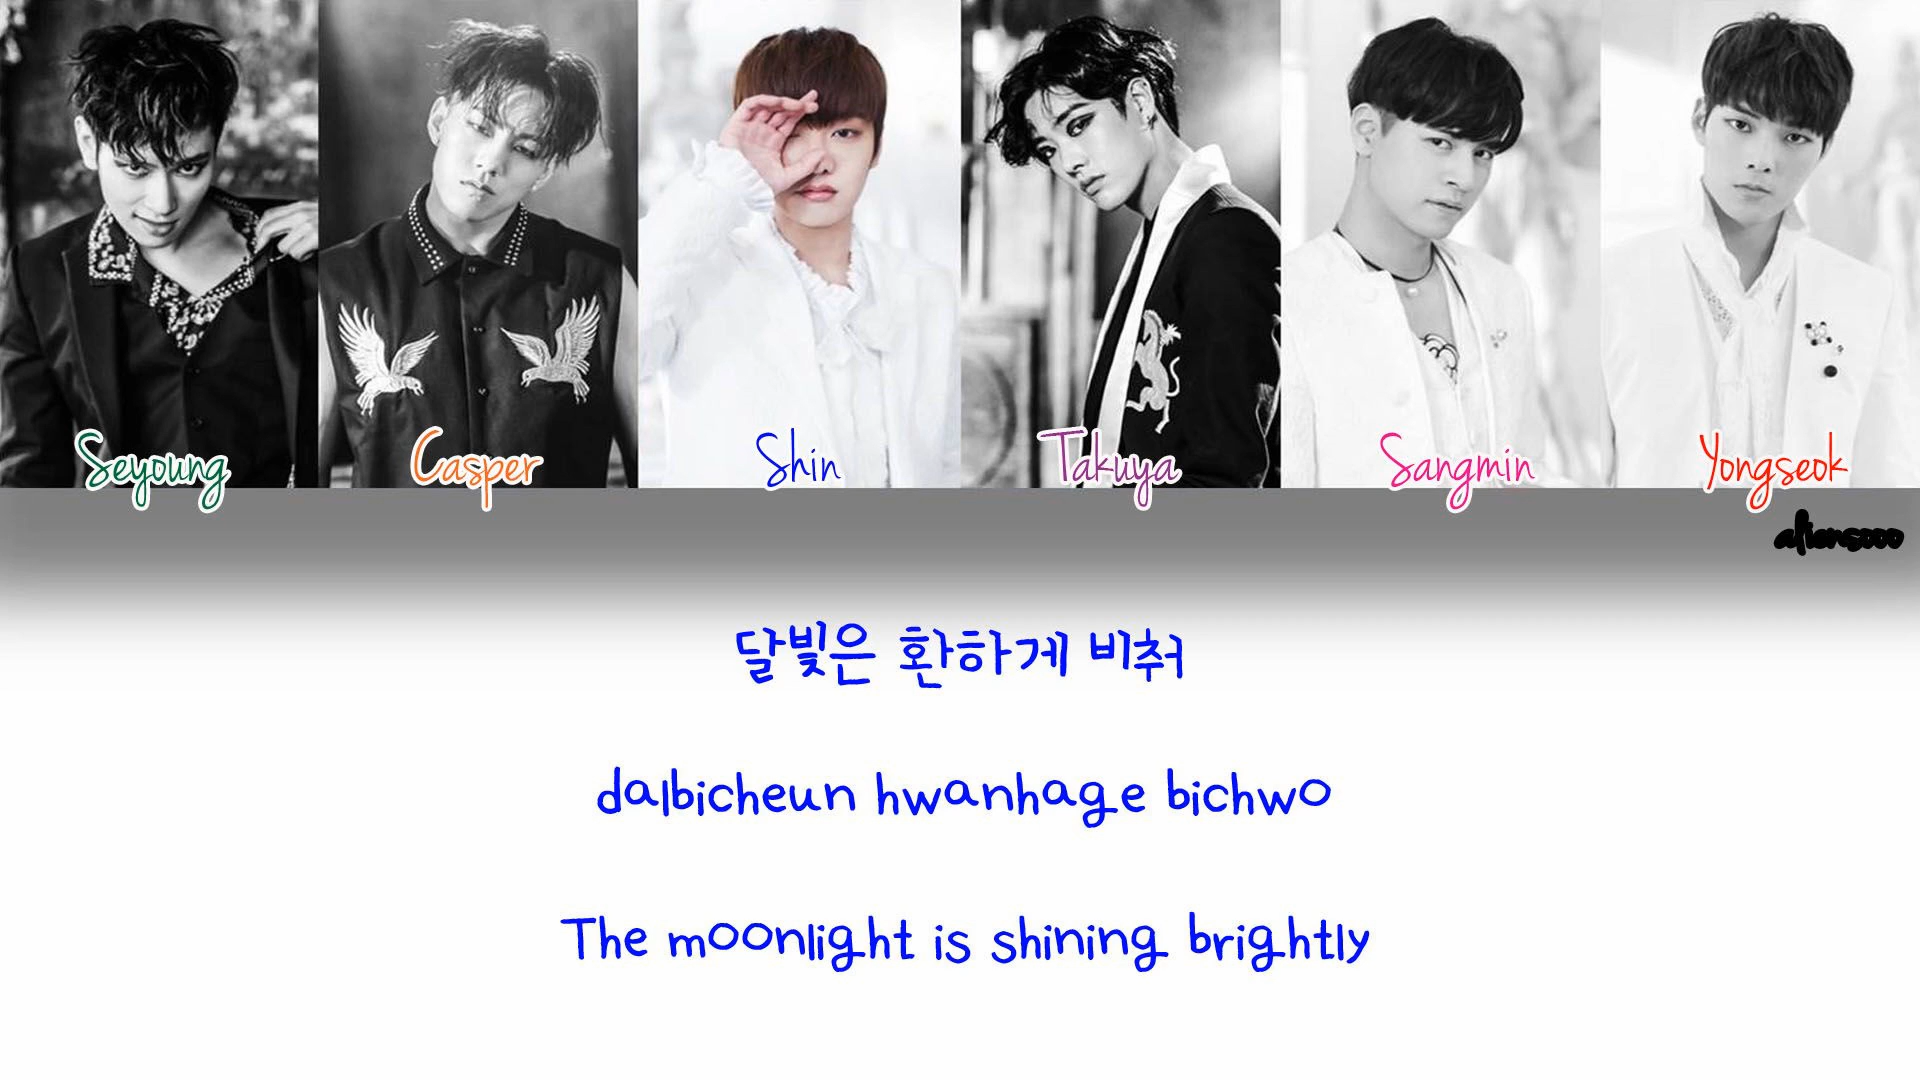 Seyoung Casper Shin Takuya Sangmin Yongseok
aliensooo
달빛은 환하게 비춰
dalbicheun hwanhage bichwo
The moonlight is shining brightly